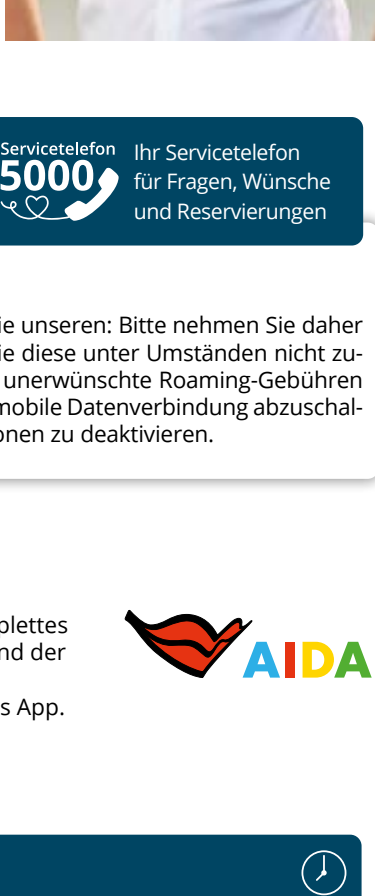 Servicetelefon
5000
Ihr Servicetelefon
für Fragen, Wünsche
und Reservierungen
ie unseren: Bitte nehmen Sie daher
ie diese unter Umständen nicht zu-
unerwünschte Roaming-Gebühren
mobile Datenverbindung abzuschal-
onen zu deaktivieren.
plettes
nd der
s App.
AIDA